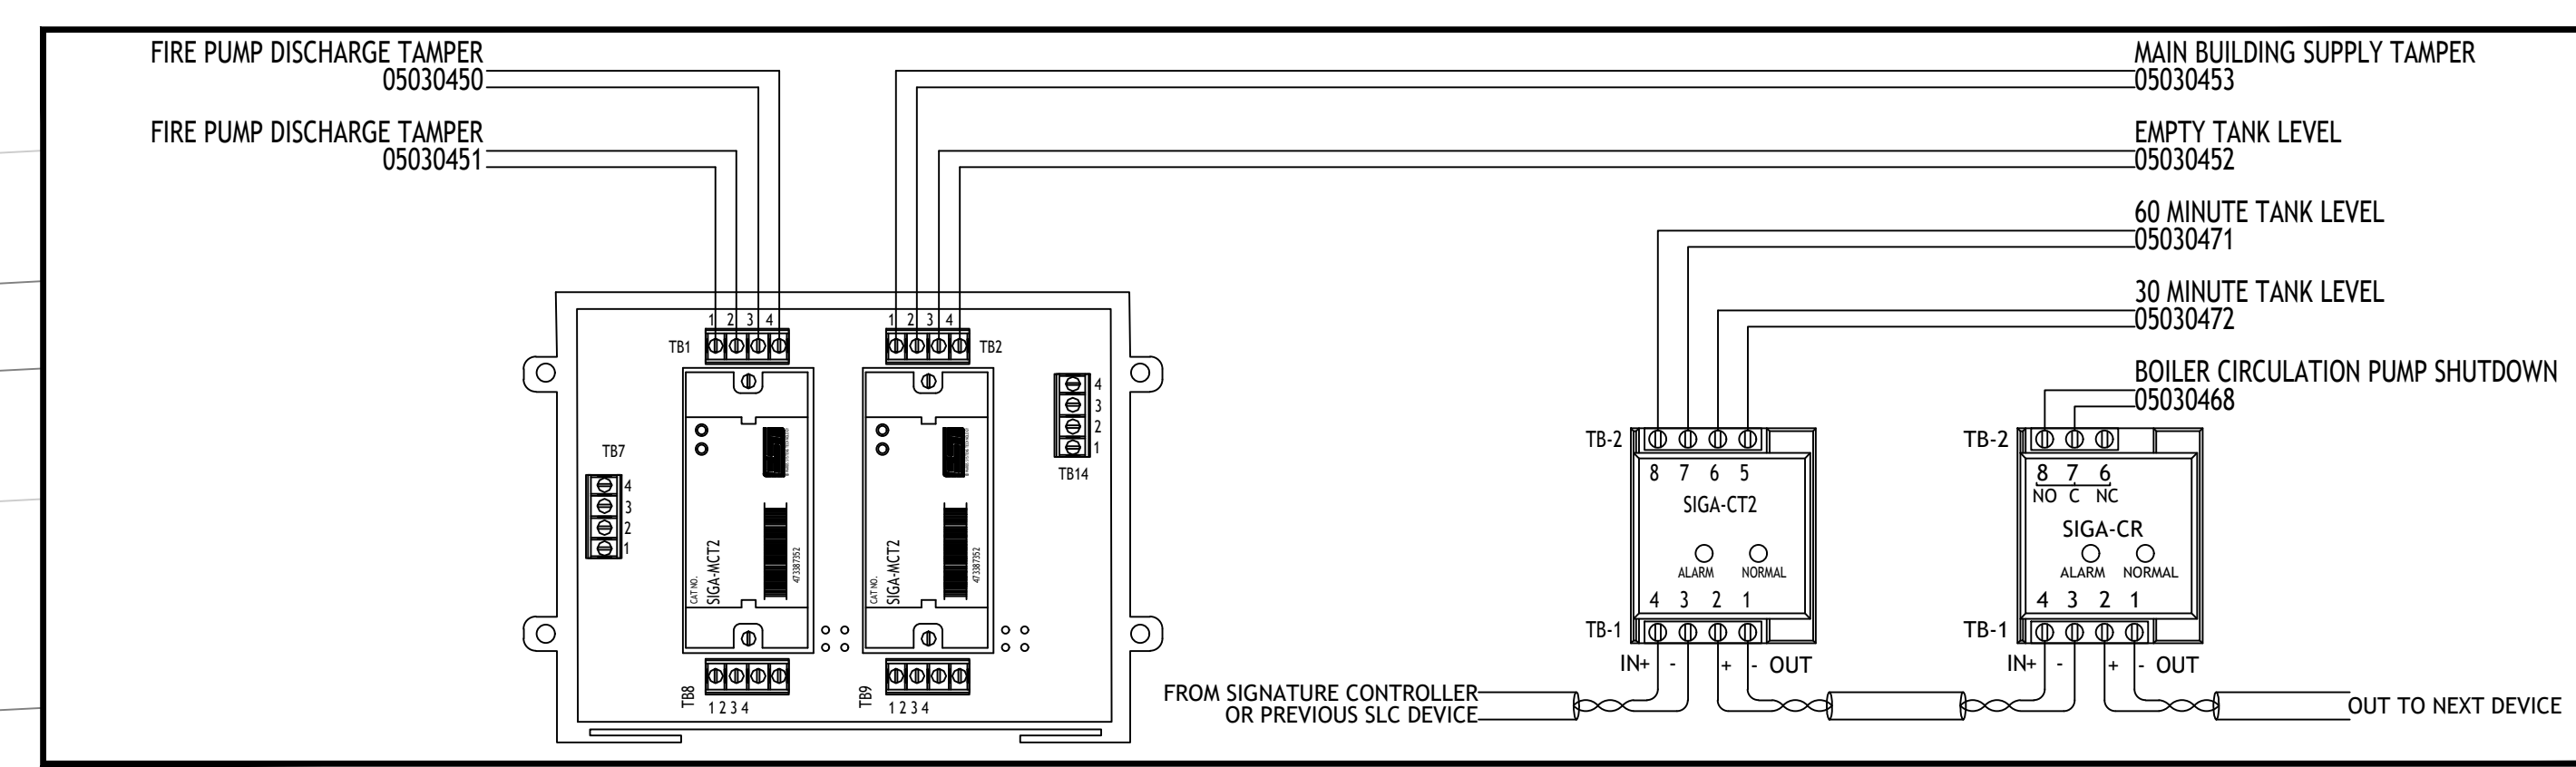 FIRE PUMP DISCHARGE TAMPER
05030450
FIRE PUMP DISCHARGE TAMPER
05030451
MAIN BUILDING SUPPLY TAMPER
05030453
EMPTY TANK LEVEL
05030452
60 MINUTE TANK LEVEL
05030471
30 MINUTE TANK LEVEL
05030472
BOILER CIRCULATION PUMP SHUTDOWN
05030468
1 2 3 4
TB1
1 2 3 4
TB2
4
3
2
1
TB14
TB7
4
3
2
1
CAT NO.
SIGA-MCT2
473387352
CAT NO.
SIGA-MCT2
473387352
TB8
1 2 3 4
TB9
1 2 3 4
TB-2
8 7 6 5
SIGA-CT2
ALARM NORMAL
4 3 2 1
TB-1
IN+ - + - OUT
TB-2
8 7 6
NO C NC
SIGA-CR
ALARM NORMAL
4 3 2 1
TB-1
IN+ - + - OUT
FROM SIGNATURE CONTROLLER
OR PREVIOUS SLC DEVICE
OUT TO NEXT DEVICE